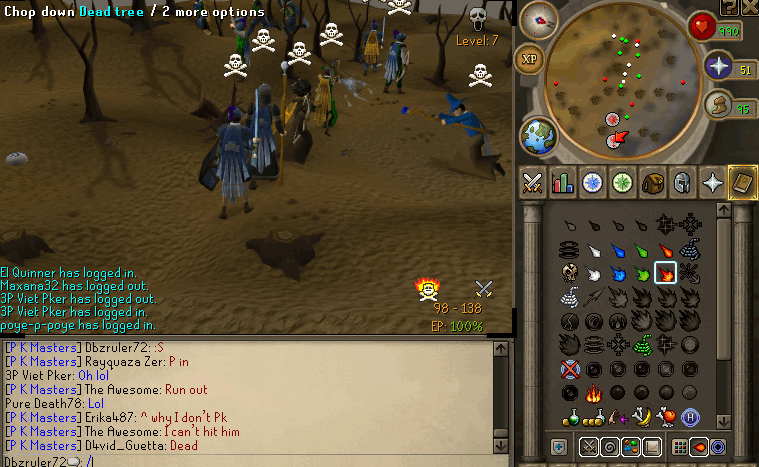 Chop down Dead tree / 2 more options
Level: 7
990
XP
51
95
El Quinner has logged in.
Maxana32 has logged out.
3P Viet Pker has logged out.
3P Viet Pker has logged in.
poye-p-poye has logged in.
98 - 138
EP: 100%
[P K Masters] Dbzruler72: :S
[P K Masters] Rayquaza Zer: P in
3P Viet Pker: Oh lol
[P K Masters] The Awesome: Run out
Pure Death78: Lol
[P K Masters] Erika487: ^ why I don't Pk
[P K Masters] The Awesome: I can't hit him
[P K Masters] D4vid_Guetta: Dead
Dbzruler72: /
H